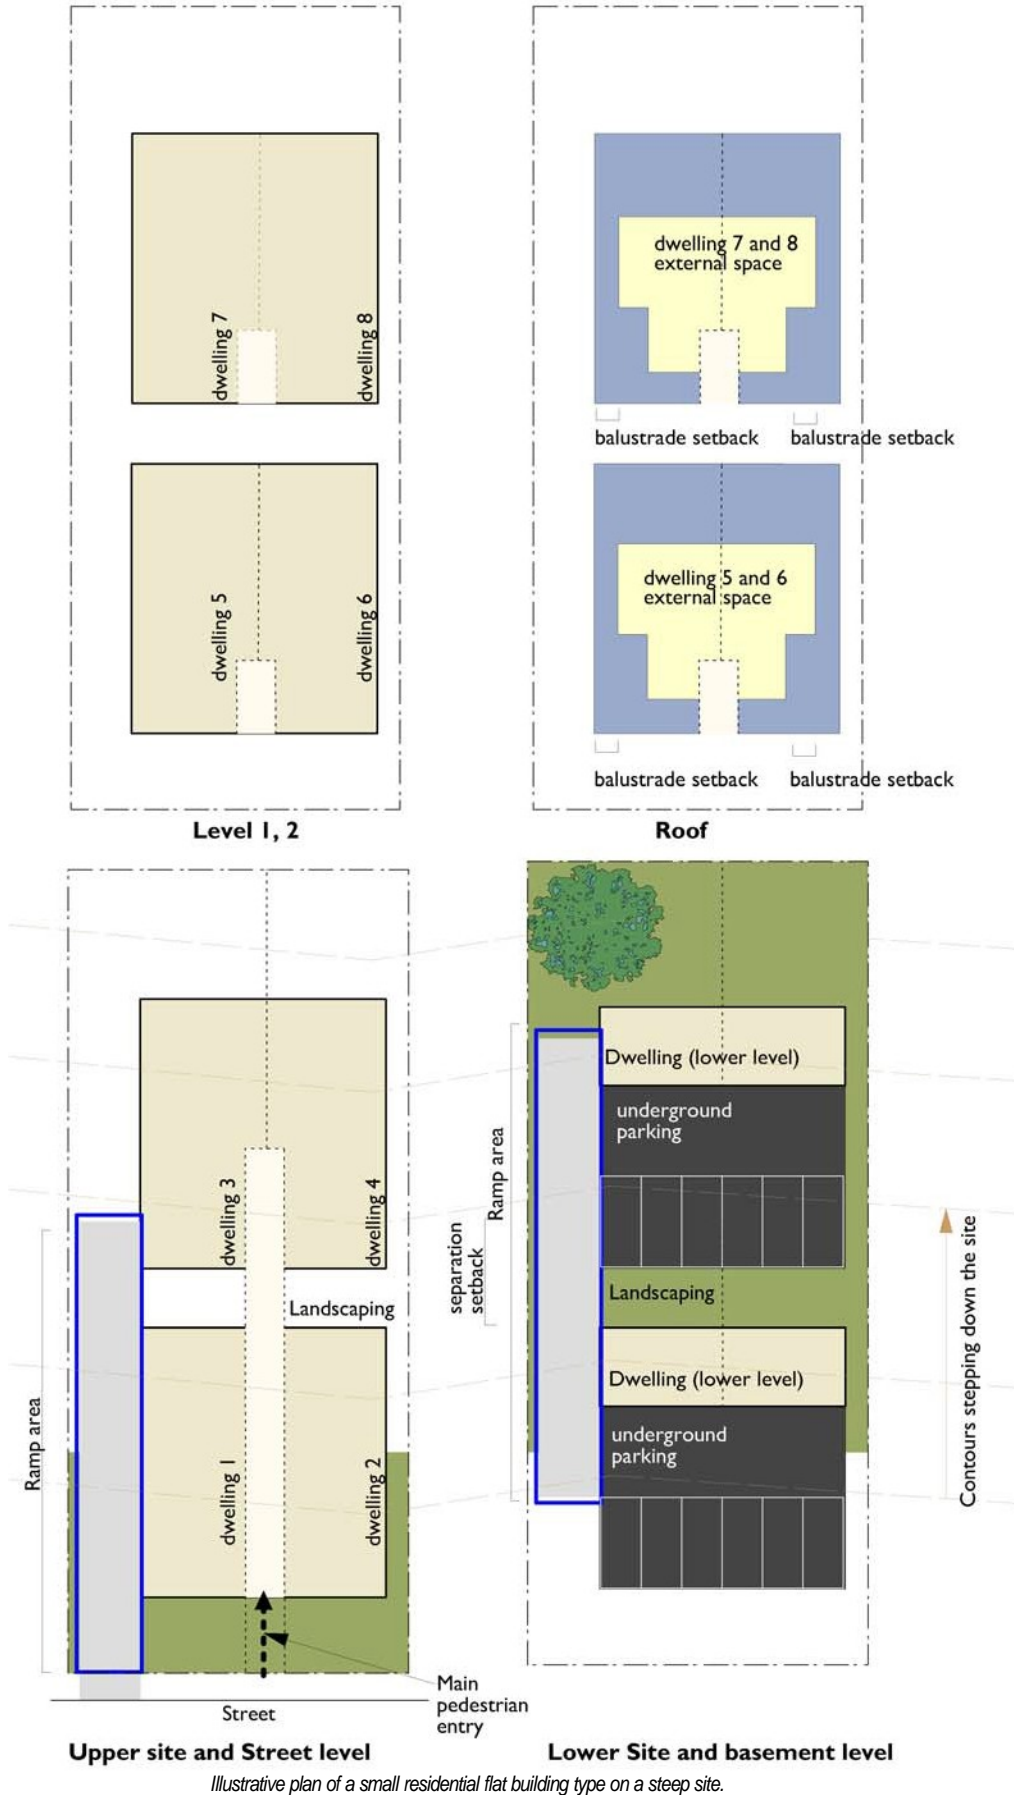 dwelling 7
dwelling 8
dwelling 5
dwelling 6
Level 1, 2
dwelling 7 and 8
external space
balustrade setback
balustrade setback
dwelling 5 and 6
external space
balustrade setback
balustrade setback
Roof
dwelling 3
dwelling 4
Landscaping
Ramp area
dwelling 1
dwelling 2
Main
pedestrian
entry
Street
Upper site and Street level
Dwelling (lower level)
underground
parking
Ramp area
separation
setback
Landscaping
Dwelling (lower level)
underground
parking
Contours stepping down the site
Lower Site and basement level
Illustrative plan of a small residential flat building type on a steep site.